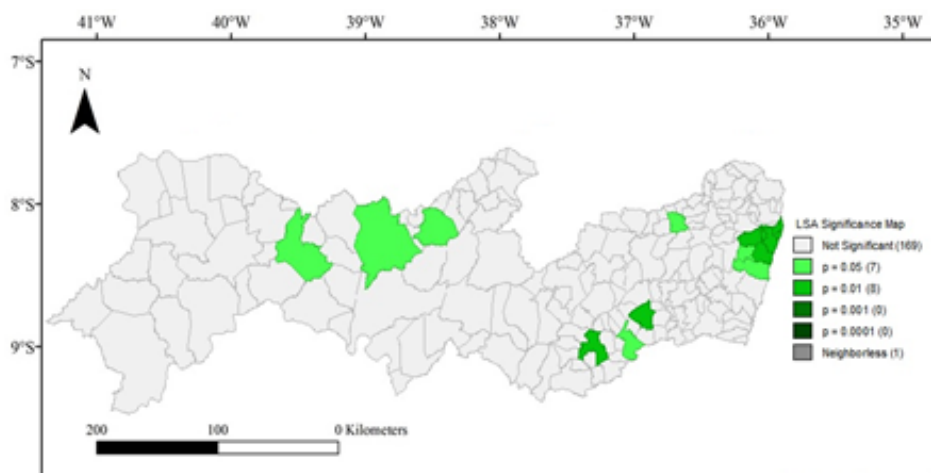 41°W 40°W 39°W 38°W 37°W 36°W 35°W
7°S
N
8°S
9°S
LSA Significance Map
Not Significant (169)
p = 0.05 (7)
p = 0.01 (8)
p = 0.001 (0)
p = 0.0001 (0)
Neighborless (1)
200 100 0 Kilometers